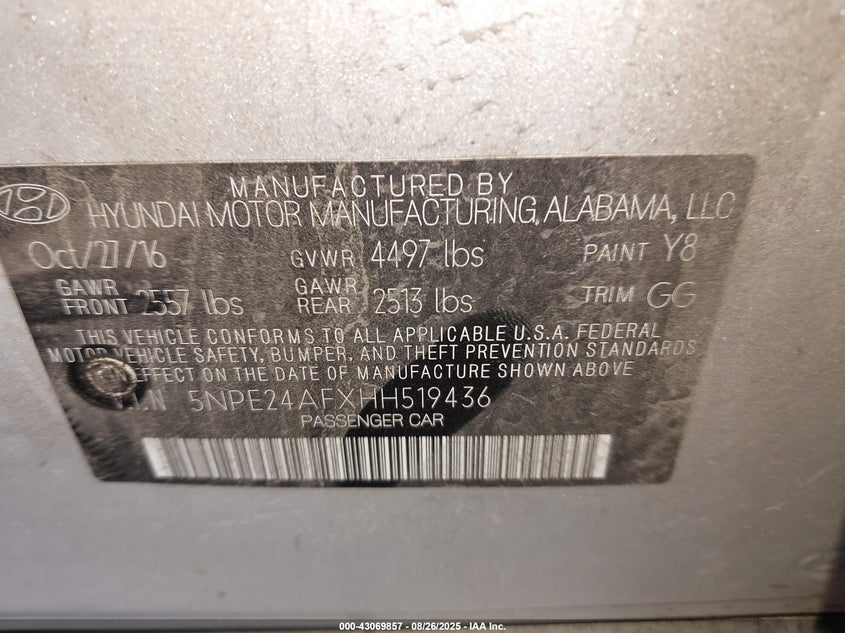 MANUFACTURED BY
HYUNDAI MOTOR MANUFACTURING, ALABAMA, LLC
Oct/27/16 GVWR 4497 lbs PAINT Y8
GAWR FRONT 2557 lbs GAWR REAR 2513 lbs TRIM GG
THIS VEHICLE CONFORMS TO ALL APPLICABLE U.S.A. FEDERAL
MOTOR VEHICLE SAFETY, BUMPER, AND THEFT PREVENTION STANDARDS
IN EFFECT ON THE DATE OF MANUFACTURE SHOWN ABOVE
5NPE24AFXHH519436
PASSENGER CAR
000-43069857 - 08/26/2025 - IAA Inc.